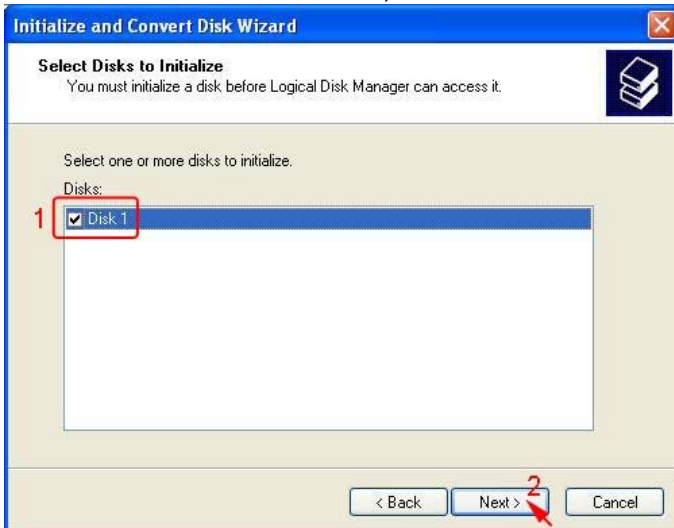 Initialize and Convert Disk Wizard
Select Disks to Initialize
You must initialize a disk before Logical Disk Manager can access it.
Select one or more disks to initialize.
Disks:
1
Disk 1
2
< Back
Next >
Cancel